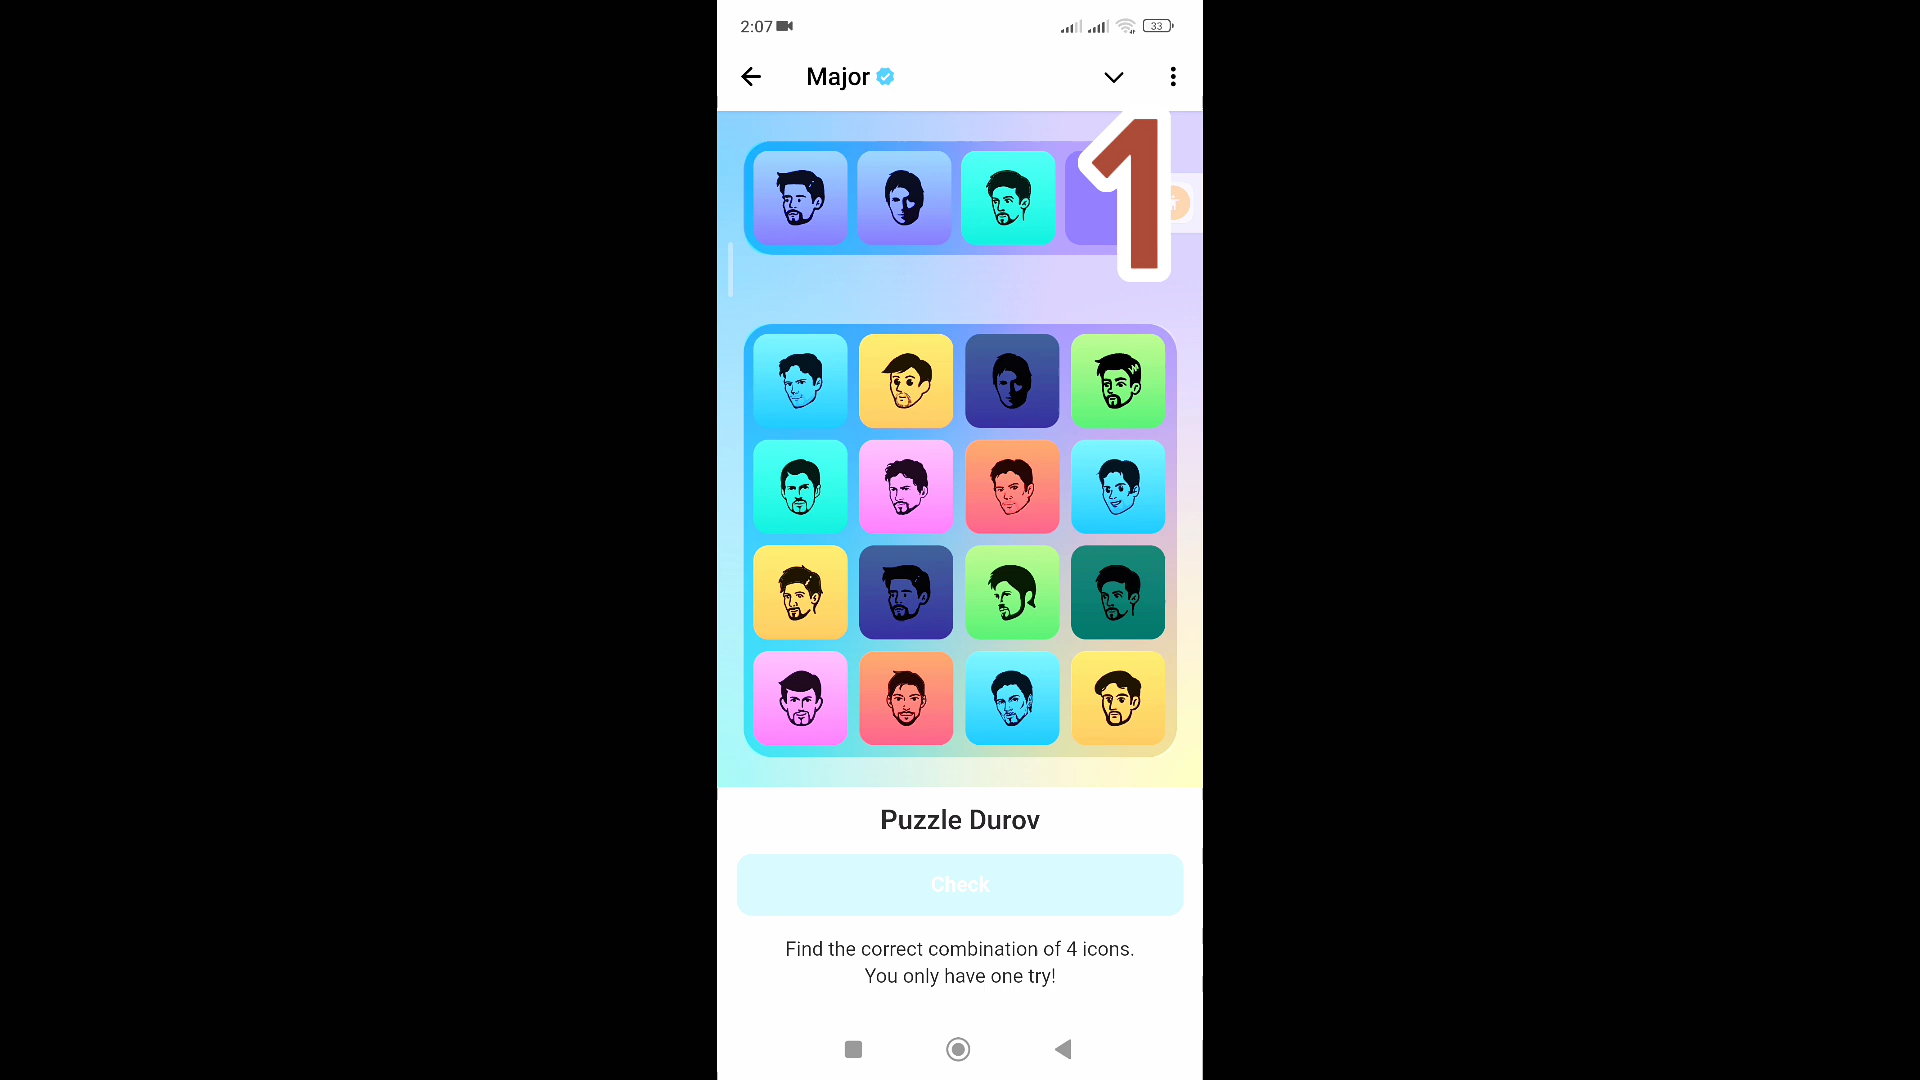 2:07
33
Major
1
Puzzle Durov
Check
Find the correct combination of 4 icons.
You only have one try!